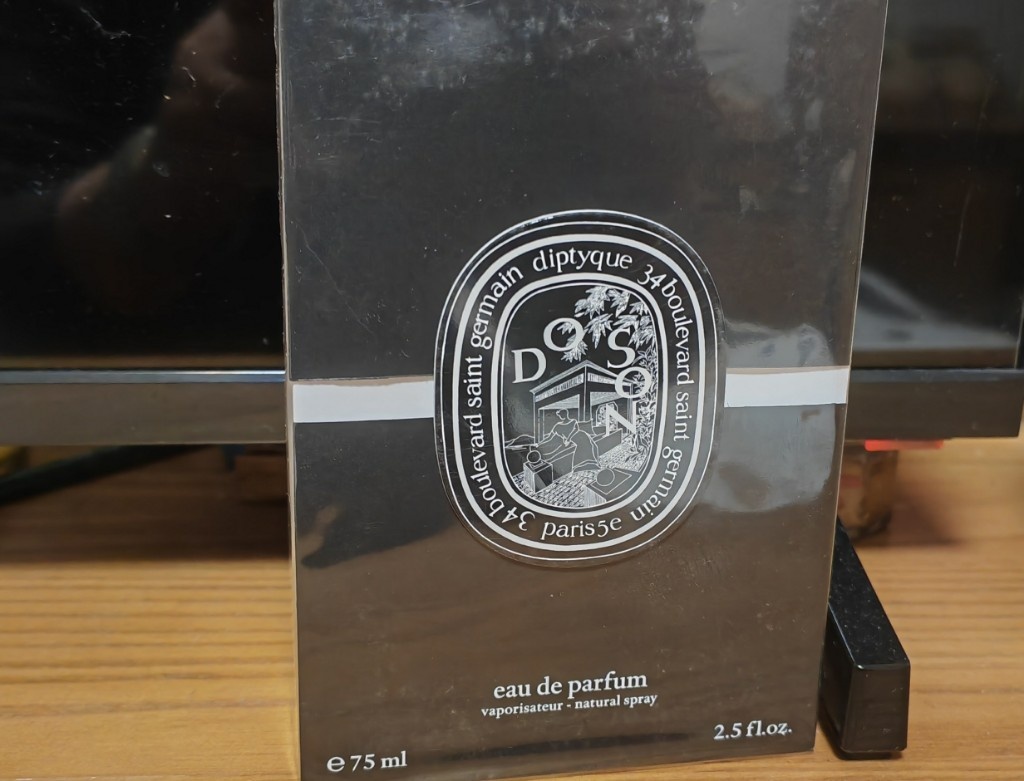 diptyque 34 boulevard saint germain paris 5e 34 boulevard saint germain
DO SON
eau de parfum
vaporisateur - natural spray
2.5 fl.oz.
e 75 ml